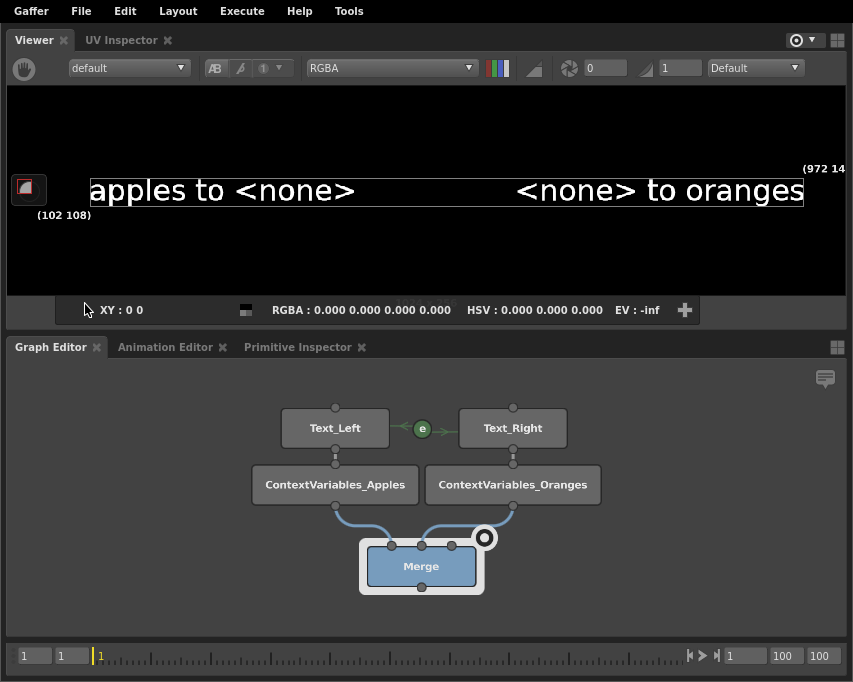 Gaffer File Edit Layout Execute Help Tools
Viewer UV Inspector
default AB 1 RGBA 0 1 Default
(972 14
apples to <none> <none> to oranges
(102 108)
XY : 0 0 RGBA : 0.000 0.000 0.000 0.000 HSV : 0.000 0.000 0.000 EV : -inf
Graph Editor Animation Editor Primitive Inspector
Text_Left e Text_Right
ContextVariables_Apples ContextVariables_Oranges
Merge
1 1 1 1 100 100